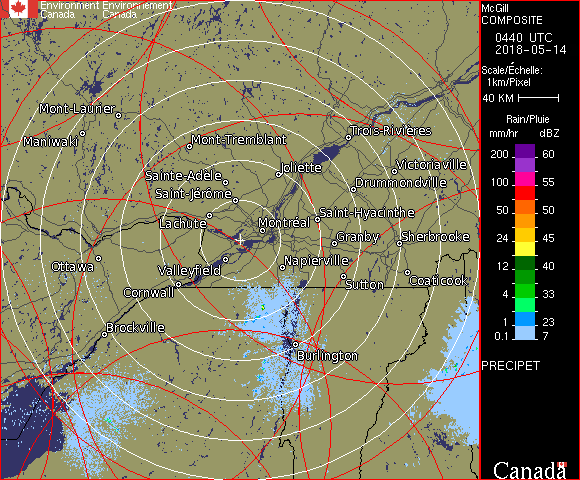 Environment Environnement
Canada Canada
McGill
COMPOSITE
0440 UTC
2018-05-14
Scale/Échelle:
1km/Pixel
40 KM
Rain/Pluie
mm/hr dBZ
200 60
100 55
50 50
24 45
12 40
4 33
1 23
0.1 7
PRECIPET
Canada
Mont-Laurier
Maniwaki
Mont-Tremblant
Trois-Rivières
Sainte-Adèle
Joliette
Victoriaville
Saint-Jérôme
Drummondville
Lachute
Montréal
Saint-Hyacinthe
Granby
Sherbrooke
Ottawa
Valleyfield
Napierville
Cornwall
Sutton
Coaticook
Brockville
Burlington